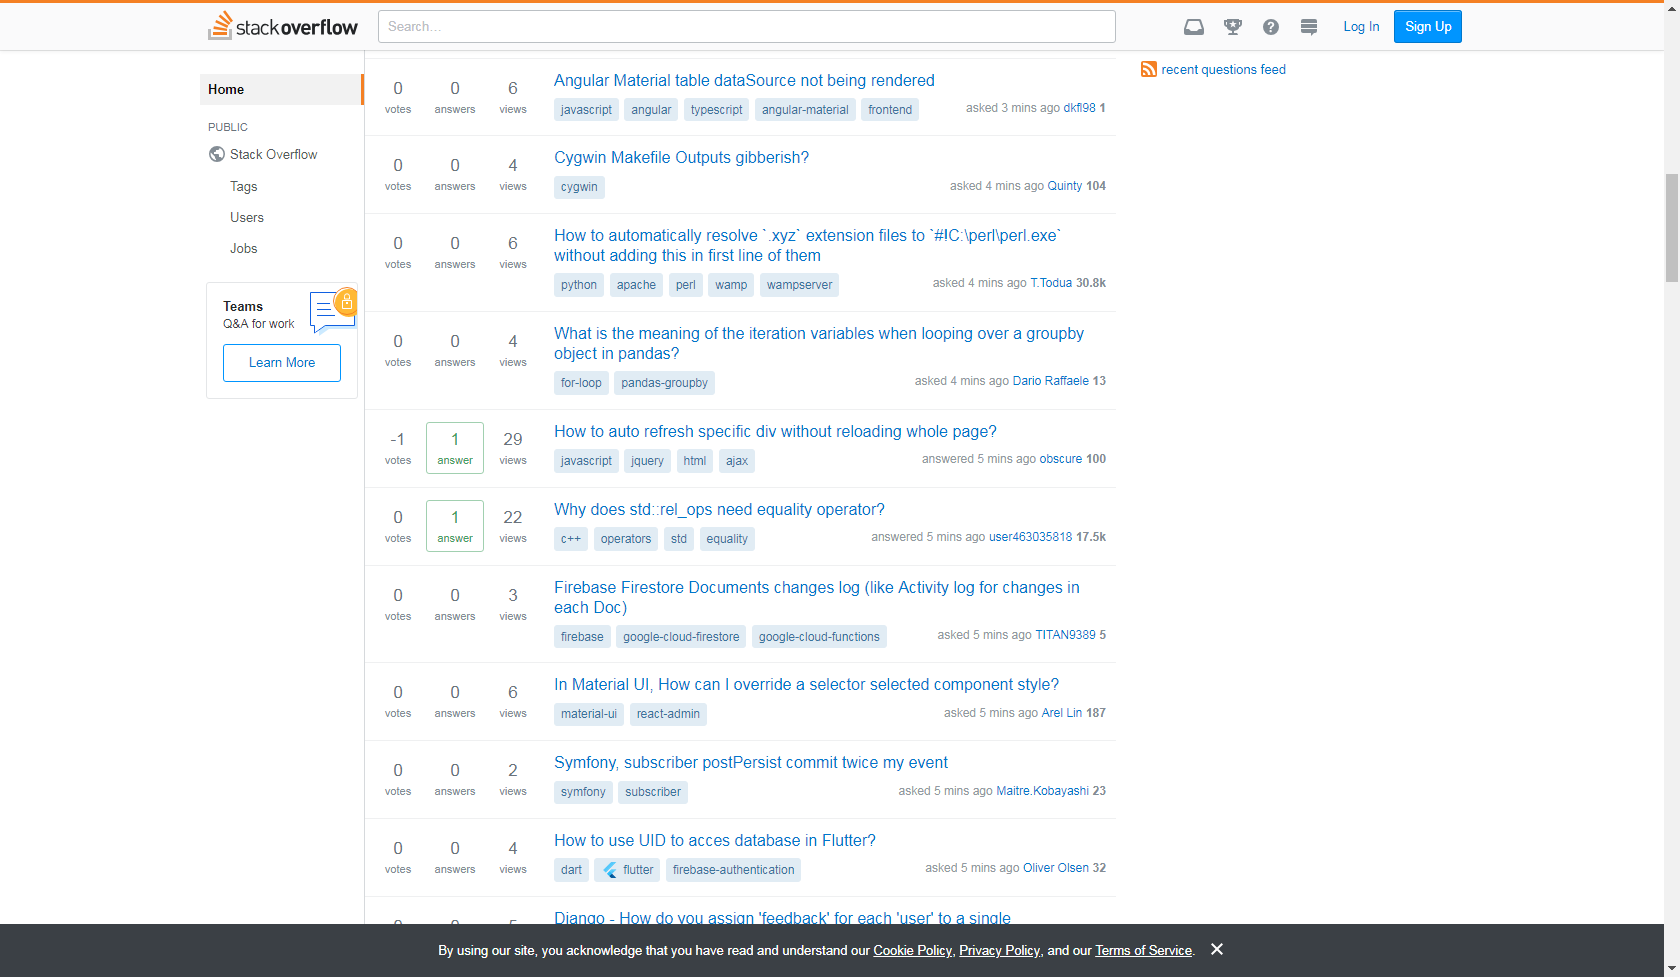 stackoverflow
Search...
Log In
Sign Up
Home
PUBLIC
Stack Overflow
Tags
Users
Jobs
Teams
Q&A for work
Learn More
0 votes 0 answers 6 views
Angular Material table dataSource not being rendered
javascript angular typescript angular-material frontend
asked 3 mins ago dkfl98 1
0 votes 0 answers 4 views
Cygwin Makefile Outputs gibberish?
cygwin
asked 4 mins ago Quinty 104
0 votes 0 answers 6 views
How to automatically resolve `.xyz` extension files to `#!C:\perl\perl.exe`
without adding this in first line of them
python apache perl wamp wampserver
asked 4 mins ago T.Todua 30.8k
0 votes 0 answers 4 views
What is the meaning of the iteration variables when looping over a groupby
object in pandas?
for-loop pandas-groupby
asked 4 mins ago Dario Raffaele 13
-1 votes 1 answer 29 views
How to auto refresh specific div without reloading whole page?
javascript jquery html ajax
answered 5 mins ago obscure 100
0 votes 1 answer 22 views
Why does std::rel_ops need equality operator?
c++ operators std equality
answered 5 mins ago user463035818 17.5k
0 votes 0 answers 3 views
Firebase Firestore Documents changes log (like Activity log for changes in
each Doc)
firebase google-cloud-firestore google-cloud-functions
asked 5 mins ago TITAN9389 5
0 votes 0 answers 6 views
In Material UI, How can I override a selector selected component style?
material-ui react-admin
asked 5 mins ago Arel Lin 187
0 votes 0 answers 2 views
Symfony, subscriber postPersist commit twice my event
symfony subscriber
asked 5 mins ago Maitre.Kobayashi 23
0 votes 0 answers 4 views
How to use UID to acces database in Flutter?
dart flutter firebase-authentication
asked 5 mins ago Oliver Olsen 32
Django - How do you assign 'feedback' for each 'user' to a single
recent questions feed
By using our site, you acknowledge that you have read and understand our Cookie Policy, Privacy Policy, and our Terms of Service.